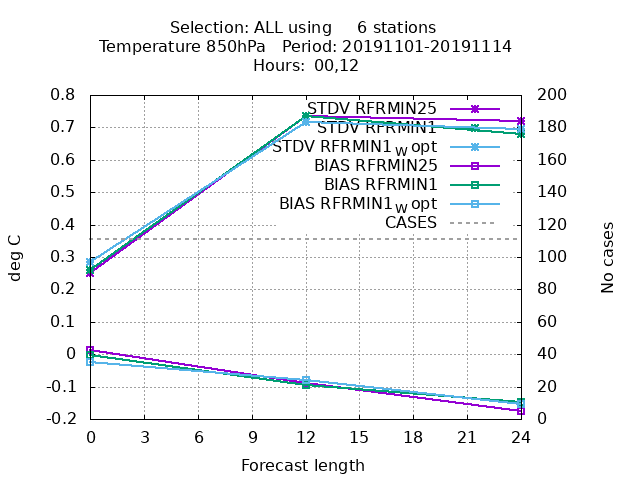 Selection: ALL using 6 stations
Temperature 850hPa Period: 20191101-20191114
Hours: 00,12
0.8 200
STDV RFRMIN25
0.7 STDV RFRMIN1 180
STDV RFRMIN1W opt
0.6 BIAS RFRMIN25 160
BIAS RFRMIN1
0.5 140
BIAS RFRMIN1W opt
0.4 CASES 120
0.3 100
0.2 80
0.1 60
0 40
-0.1 20
-0.2 0
deg C
No cases
0 3 6 9 12 15 18 21 24
Forecast length